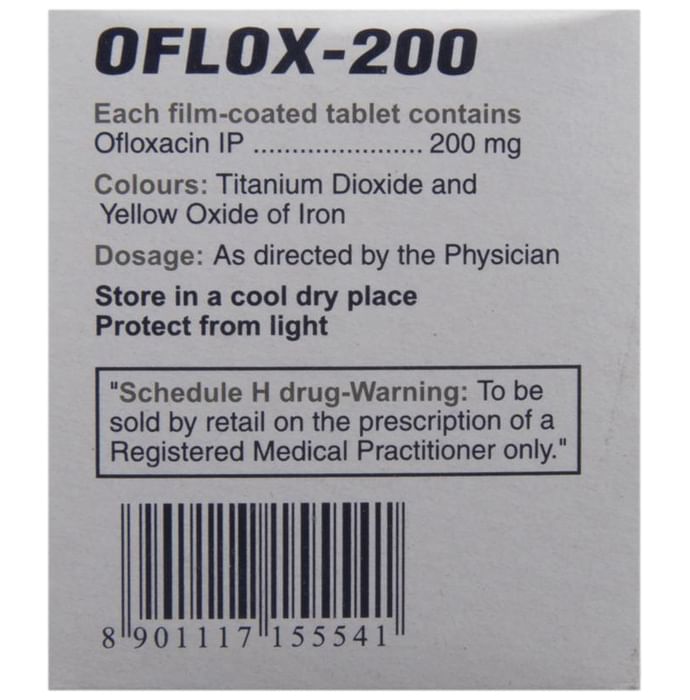 OFLOX-200
Each film-coated tablet contains
Ofloxacin IP ...................... 200 mg
Colours: Titanium Dioxide and
Yellow Oxide of Iron
Dosage: As directed by the Physician
Store in a cool dry place
Protect from light
"Schedule H drug-Warning: To be
sold by retail on the prescription of a
Registered Medical Practitioner only."
8 901117 155541